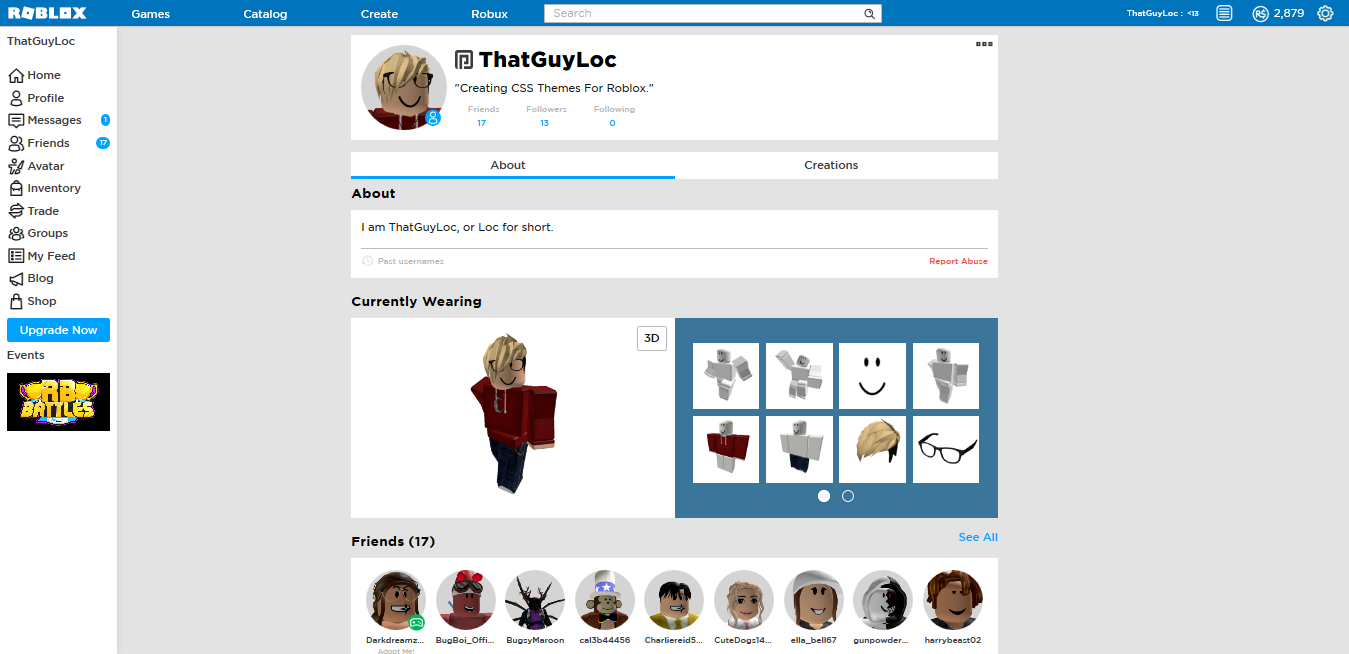 ROBLOX Games Catalog Create Robux Search ThatGuyLoc : <13 2,879
ThatGuyLoc
Home
Profile
Messages 1
Friends 17
Avatar
Inventory
Trade
Groups
My Feed
Blog
Shop
Upgrade Now
Events
RB
BATTLES
ThatGuyLoc
"Creating CSS Themes For Roblox."
Friends Followers Following
17 13 0
About Creations
About
I am ThatGuyLoc, or Loc for short.
Past usernames Report Abuse
Currently Wearing
3D
Friends (17) See All
Darkdreamz... BugBoi_Offi... BugsyMaroon cal3b44456 Charliereid5... CuteDogs14... ella_bell67 gunpowder... harrybeast02
Adopt Me!